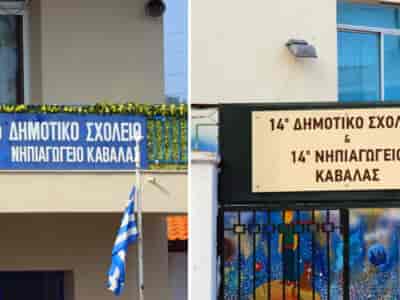 ΔΗΜΟΤΙΚΟ ΣΧΟΛΕΙΟ
ΝΗΠΙΑΓΩΓΕΙΟ ΚΑΒΑΛΑΣ
14° ΔΗΜΟΤΙΚΟ ΣΧΟΛ
&
14° ΝΗΠΙΑΓΩΓΕΙΟ
ΚΑΒΑΛΑΣ